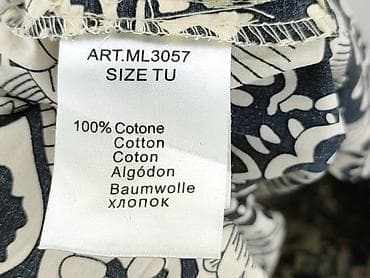 ART.ML3057
SIZE TU
100% Cotone
Cotton
Coton
Algódon
Baumwolle
хлопок